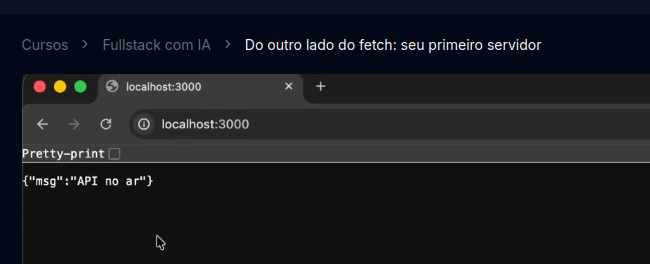 Cursos > Fullstack com IA > Do outro lado do fetch: seu primeiro servidor
localhost:3000
localhost:3000
Pretty-print
{"msg":"API no ar"}